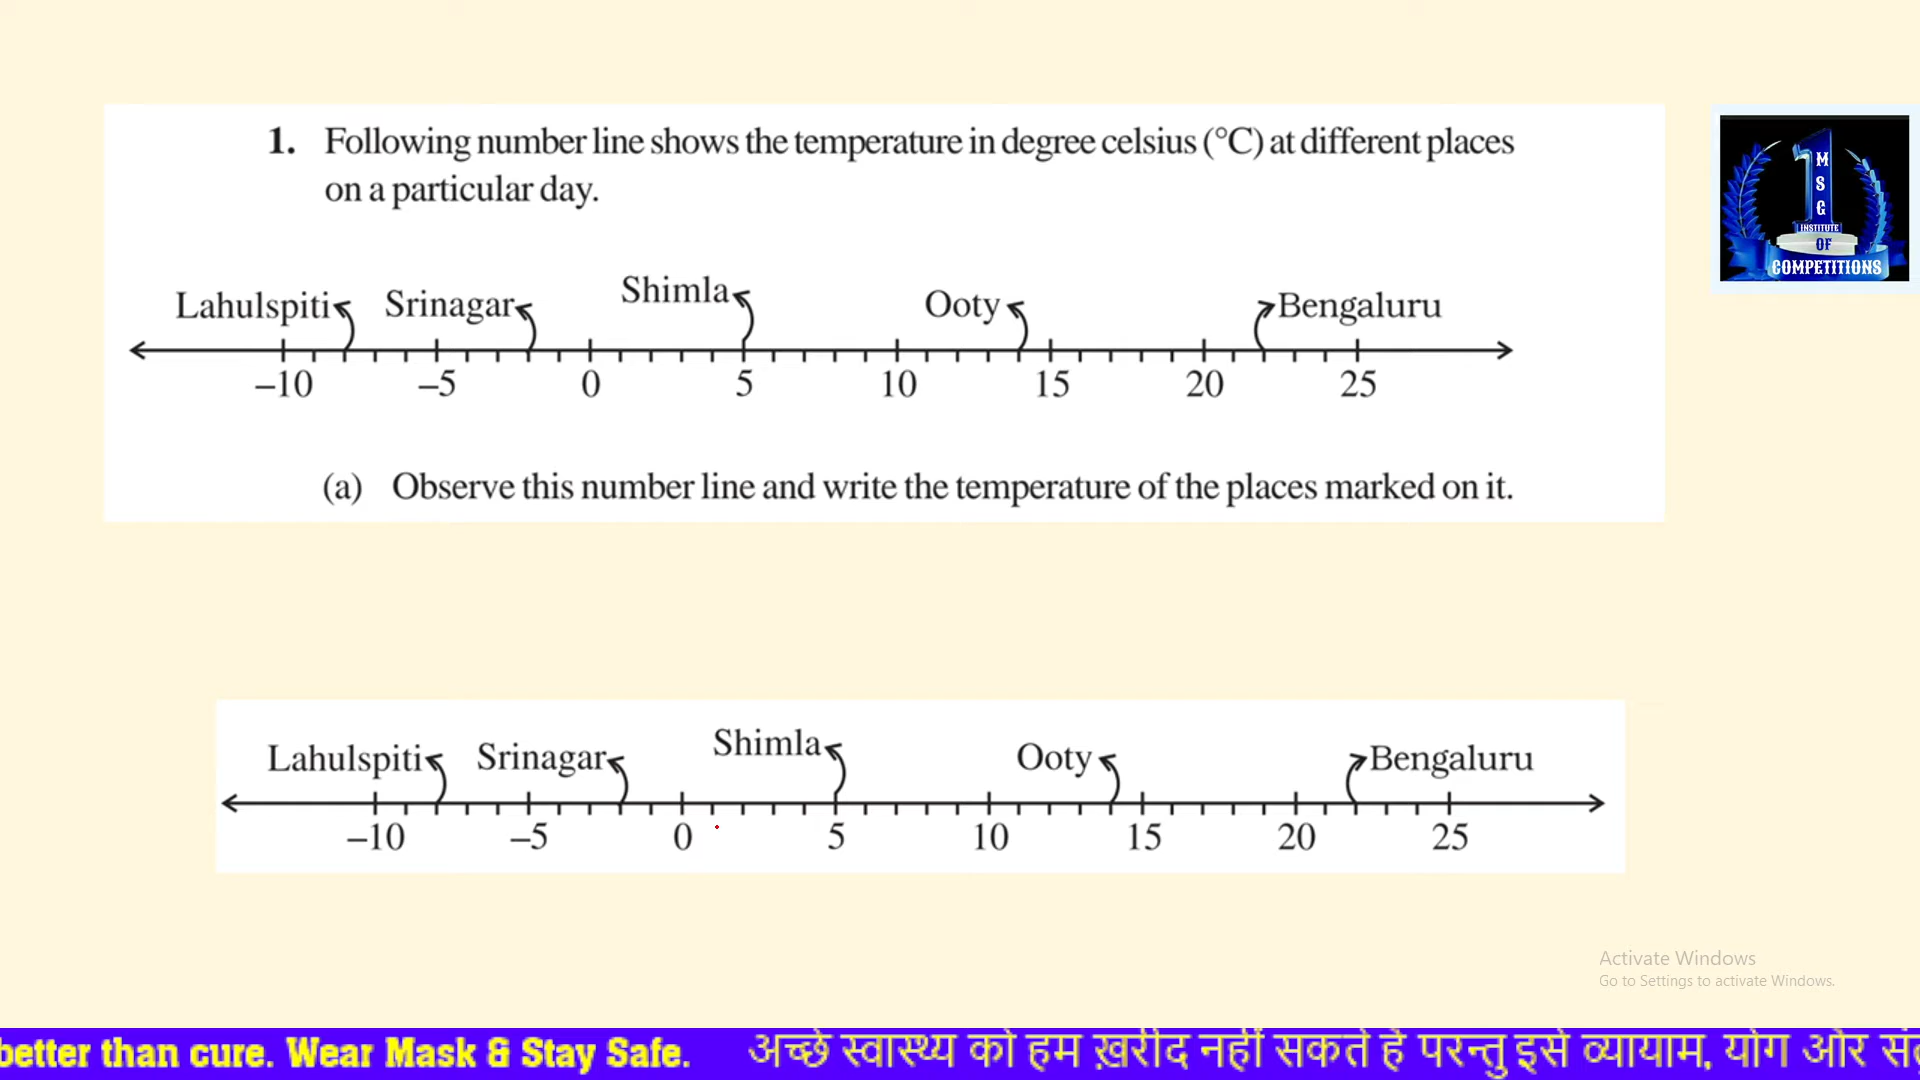 1. Following number line shows the temperature in degree celsius (°C) at different places
on a particular day.
M
S
G
INSTITUTE
OF
COMPETITIONS
Lahulspiti Srinagar Shimla Ooty Bengaluru
–10 –5 0 5 10 15 20 25
(a) Observe this number line and write the temperature of the places marked on it.
Lahulspiti Srinagar Shimla Ooty Bengaluru
–10 –5 0 5 10 15 20 25
Activate Windows
Go to Settings to activate Windows.
better than cure. Wear Mask & Stay Safe. अच्छे स्वास्थ्य को हम ख़रीद नहीं सकते हैं परन्तु इसे व्यायाम, योग और